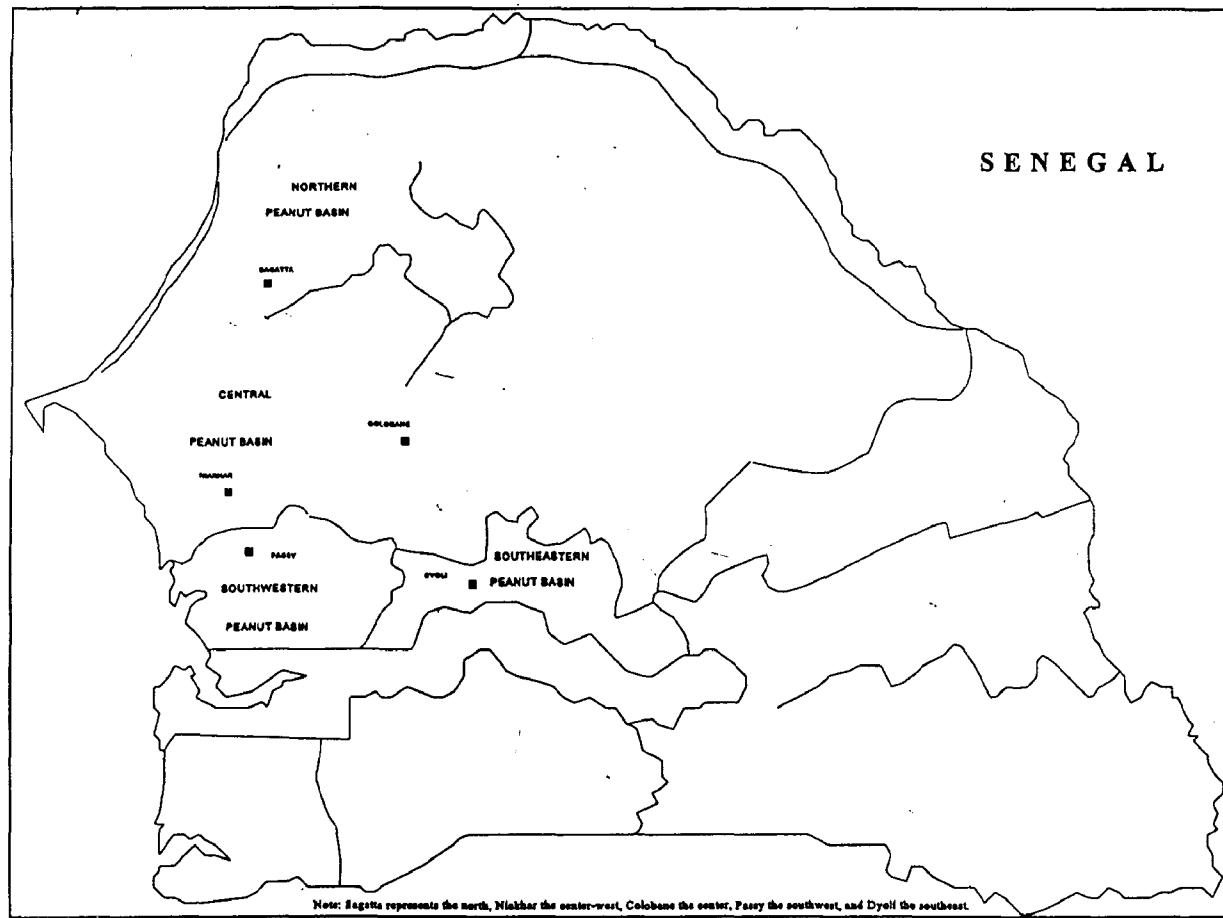 SENEGAL
NORTHERN
PEANUT BASIN
SAGATTA
CENTRAL
COLOBANE
PEANUT BASIN
NIAKHAR
PASSY
SOUTHEASTERN
DYOLI
PEANUT BASIN
SOUTHWESTERN
PEANUT BASIN
Note: Sagatta represents the north, Niakhar the center-west, Colobane the center, Passy the southwest, and Dyoli the southeast.